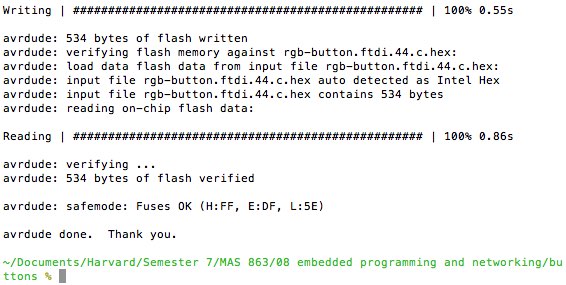 Writing | ################################################## | 100% 0.55s
avrdude: 534 bytes of flash written
avrdude: verifying flash memory against rgb-button.ftdi.44.c.hex:
avrdude: load data flash data from input file rgb-button.ftdi.44.c.hex:
avrdude: input file rgb-button.ftdi.44.c.hex auto detected as Intel Hex
avrdude: input file rgb-button.ftdi.44.c.hex contains 534 bytes
avrdude: reading on-chip flash data:
Reading | ################################################## | 100% 0.86s
avrdude: verifying ...
avrdude: 534 bytes of flash verified
avrdude: safemode: Fuses OK (H:FF, E:DF, L:5E)
avrdude done.  Thank you.
~/Documents/Harvard/Semester 7/MAS 863/08 embedded programming and networking/bu
ttons %